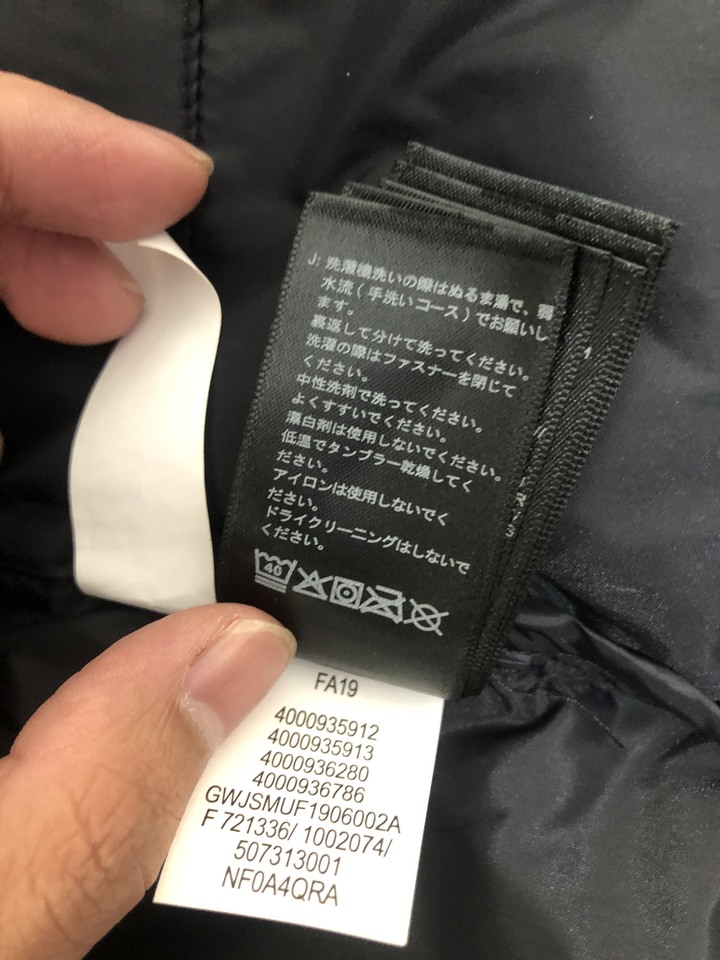 J: 洗濯機洗いの際はぬるま湯で、弱
水流(手洗いコース)でお願いし
ます。
裏返して分けて洗ってください。
洗濯の際はファスナーを閉じて
ください。
中性洗剤で洗ってください。
よくすすいでください。
漂白剤は使用しないでください。
低温でタンブラー乾燥してく
ださい。
アイロンは使用しないでく
ださい。
ドライクリーニングはしないで
ください。
40
FA19
4000935912
4000935913
4000936280
4000936786
GWJSMUF1906002A
F 721336/ 1002074/
507313001
NF0A4QRA